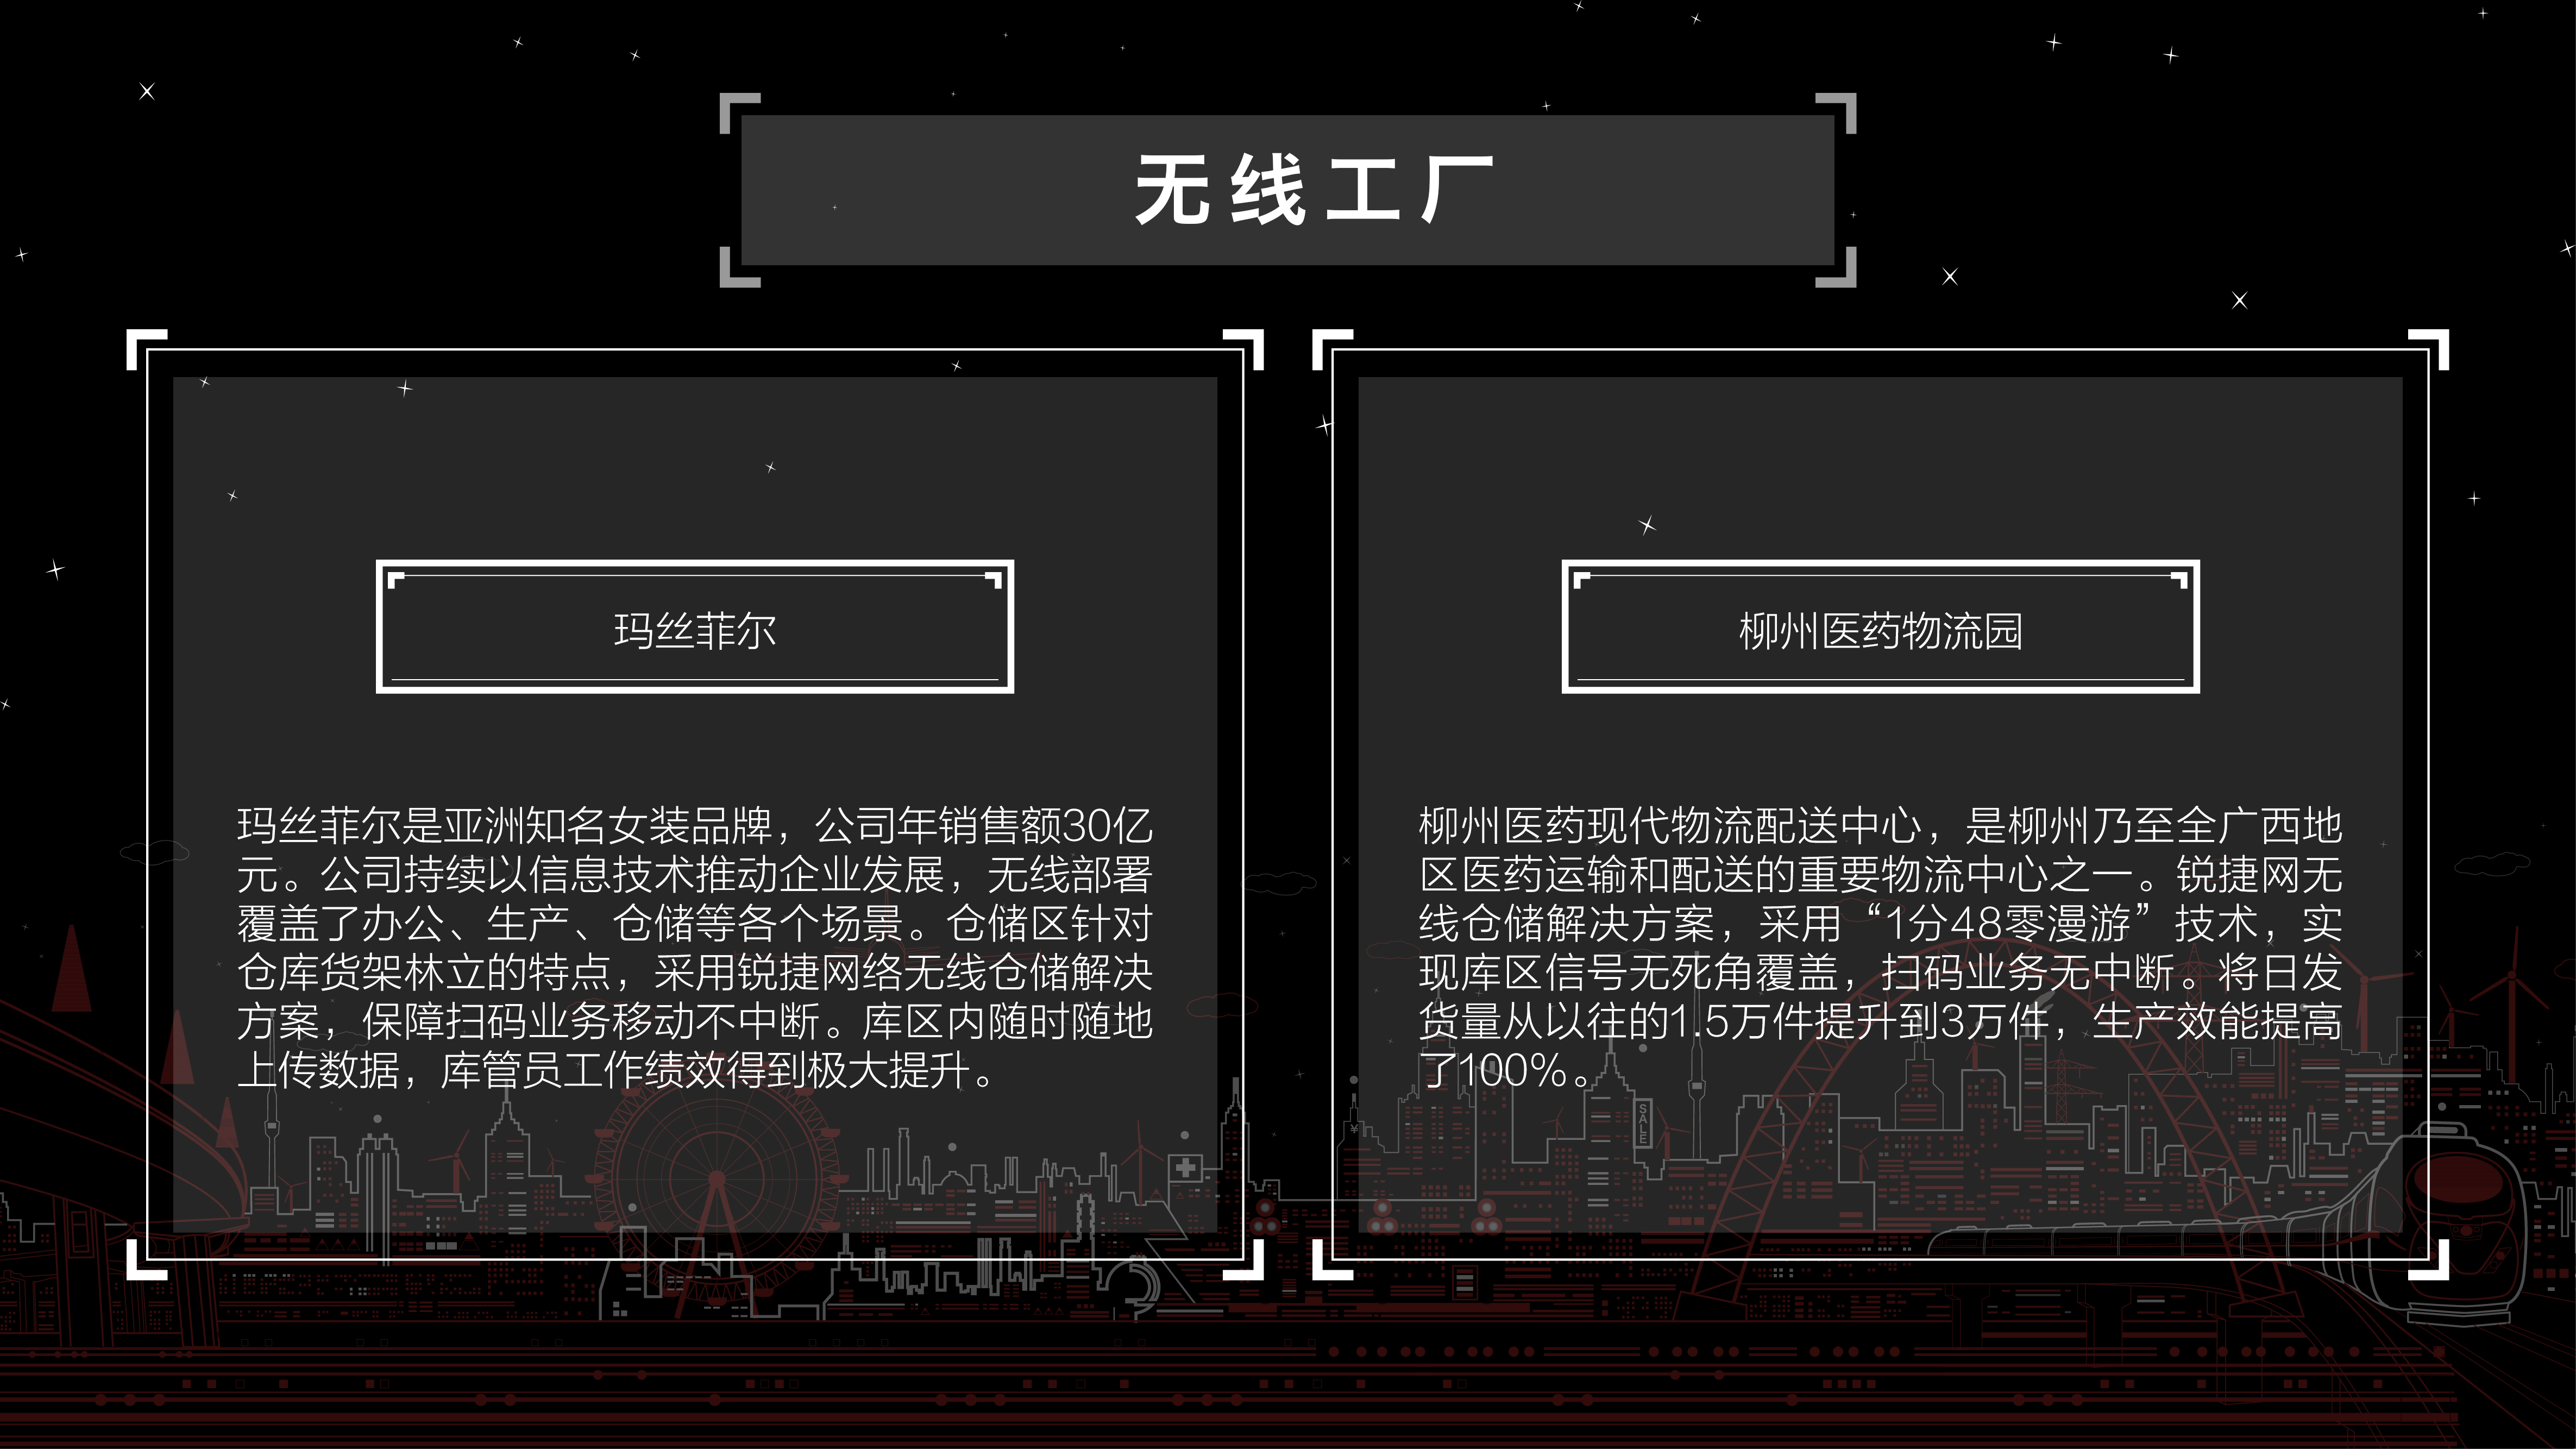 无线工厂
玛丝菲尔
玛丝菲尔是亚洲知名女装品牌，公司年销售额30亿
元。公司持续以信息技术推动企业发展，无线部署
覆盖了办公、生产、仓储等各个场景。仓储区针对
仓库货架林立的特点，采用锐捷网络无线仓储解决
方案，保障扫码业务移动不中断。库区内随时随地
上传数据，库管员工作绩效得到极大提升。
柳州医药物流园
柳州医药现代物流配送中心，是柳州乃至全广西地
区医药运输和配送的重要物流中心之一。锐捷网无
线仓储解决方案，采用“1分48零漫游”技术，实
现库区信号无死角覆盖，扫码业务无中断。将日发
货量从以往的1.5万件提升到3万件，生产效能提高
了100%。
SALE
¥